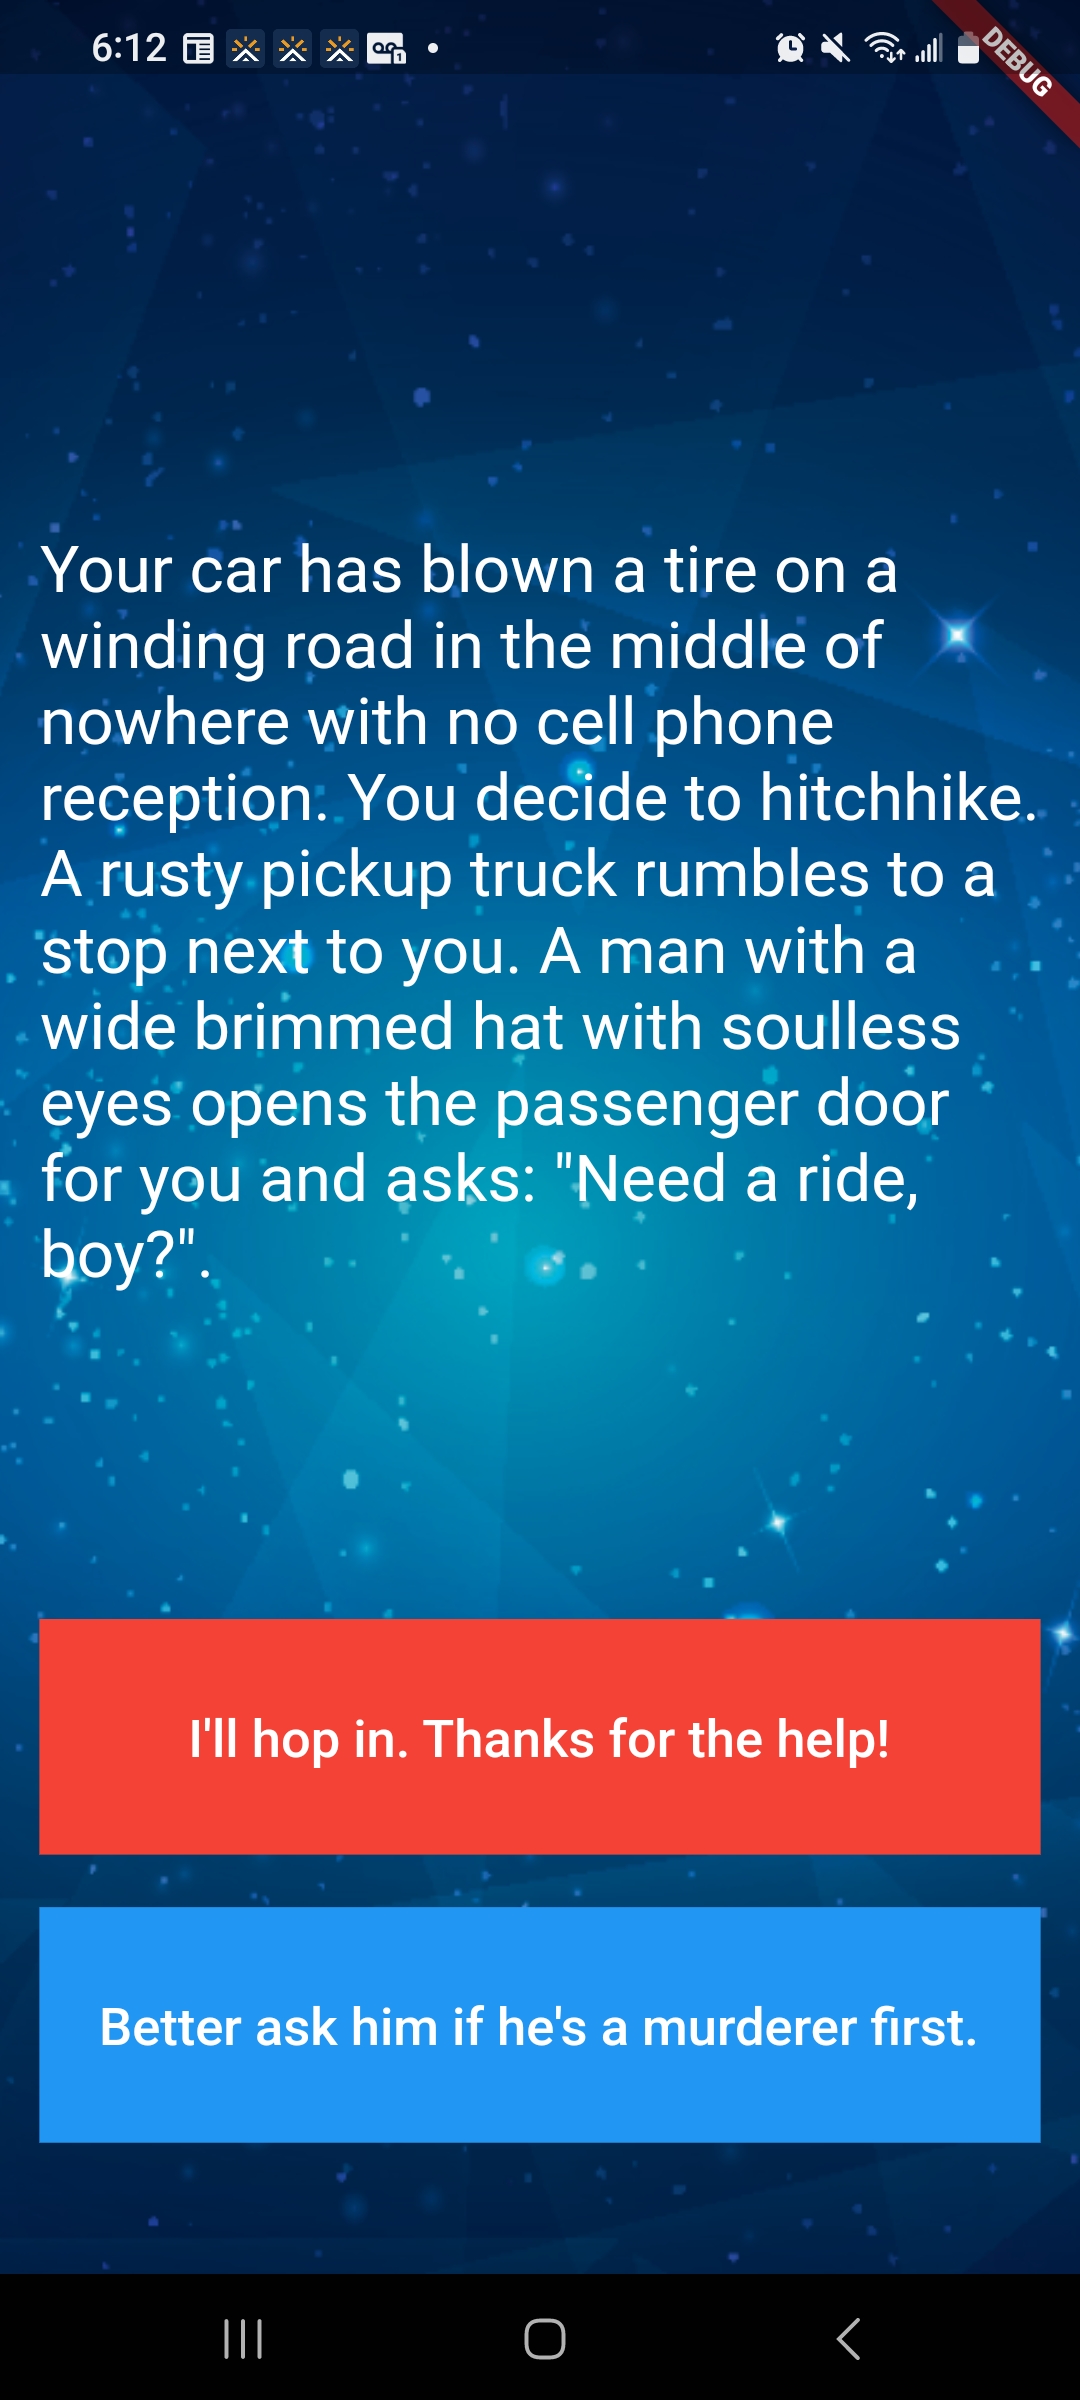 6:12
DEBUG
Your car has blown a tire on a
winding road in the middle of
nowhere with no cell phone
reception. You decide to hitchhike.
A rusty pickup truck rumbles to a
stop next to you. A man with a
wide brimmed hat with soulless
eyes opens the passenger door
for you and asks: "Need a ride,
boy?".
I'll hop in. Thanks for the help!
Better ask him if he's a murderer first.